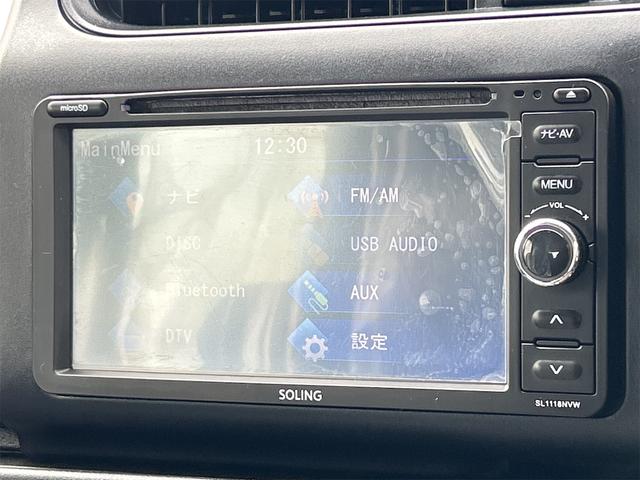 microSD
MainMenu 12:30
ナビ FM/AM
DISC USB AUDIO
Bluetooth AUX
DTV 設定
ナビ・AV
MENU
- VOL +
SOLING
SL1118NVW